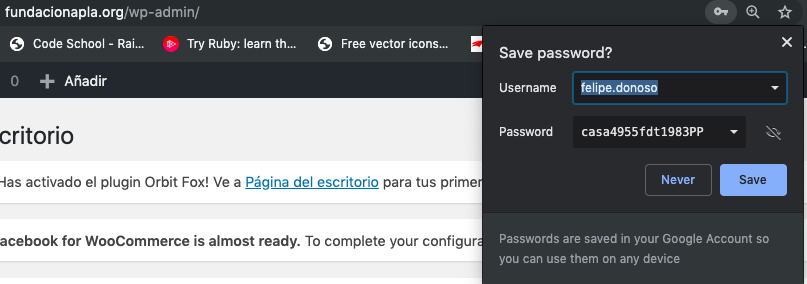 fundacionapla.org/wp-admin/
Code School - Rai... Try Ruby: learn th... Free vector icons...
Save password?
0 + Añadir
Username felipe.donoso
critorio
Password casa4955fdt1983PP
Has activado el plugin Orbit Fox! Ve a Página del escritorio para tus primer
Never Save
acebook for WooCommerce is almost ready. To complete your configura
Passwords are saved in your Google Account so
you can use them on any device